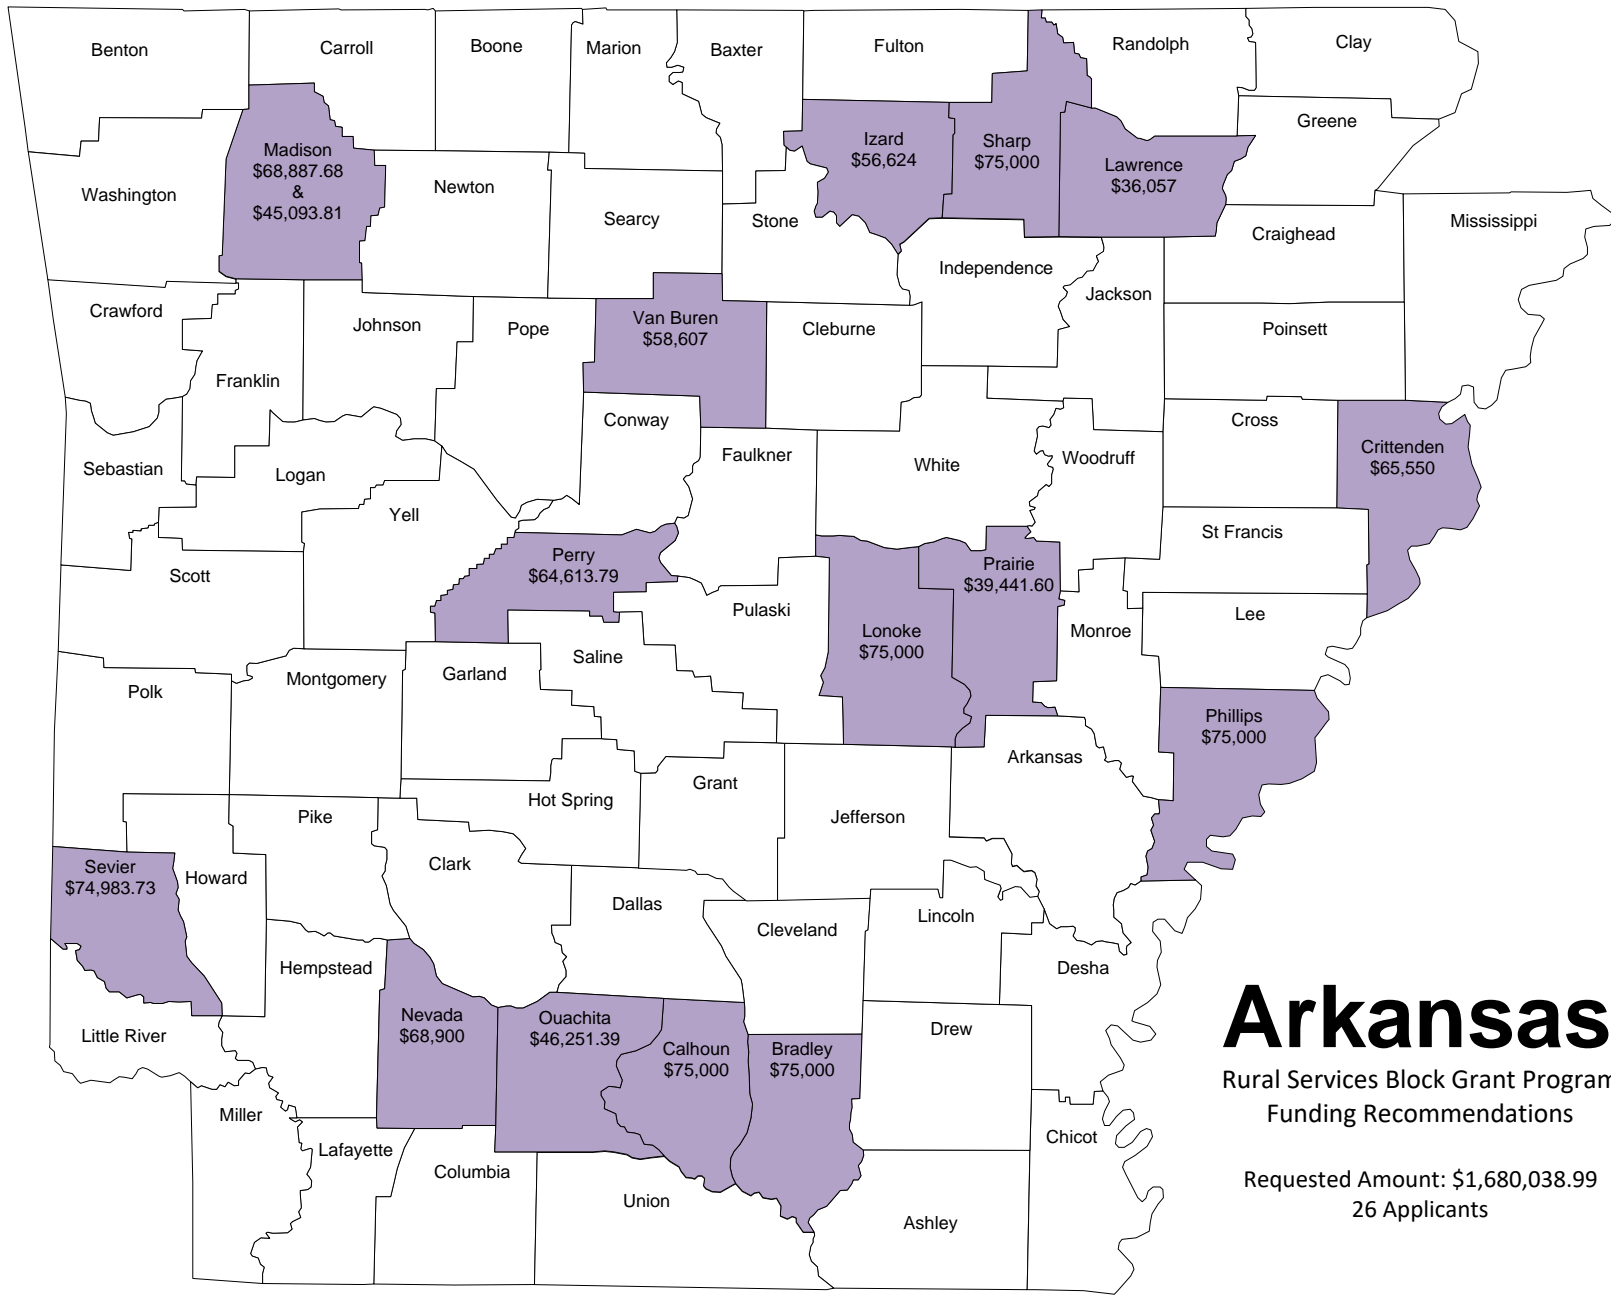 Benton
Carroll
Boone
Marion
Baxter
Fulton
Randolph
Clay
Madison
$68,887.68
&
$45,093.81
Izard
$56,624
Sharp
$75,000
Lawrence
$36,057
Greene
Washington
Newton
Searcy
Stone
Independence
Jackson
Craighead
Mississippi
Crawford
Franklin
Johnson
Pope
Van Buren
$58,607
Cleburne
Poinsett
Sebastian
Logan
Yell
Conway
Faulkner
White
Woodruff
Cross
Crittenden
$65,550
Scott
Perry
$64,613.79
Pulaski
Lonoke
$75,000
Prairie
$39,441.60
Monroe
St Francis
Lee
Polk
Montgomery
Garland
Saline
Phillips
$75,000
Arkansas
Hot Spring
Grant
Jefferson
Pike
Clark
Sevier
$74,983.73
Howard
Dallas
Cleveland
Lincoln
Desha
Hempstead
Nevada
$68,900
Ouachita
$46,251.39
Calhoun
$75,000
Bradley
$75,000
Drew
Little River
Miller
Lafayette
Columbia
Union
Ashley
Chicot
Arkansas
Rural Services Block Grant Program
Funding Recommendations
Requested Amount: $1,680,038.99
26 Applicants